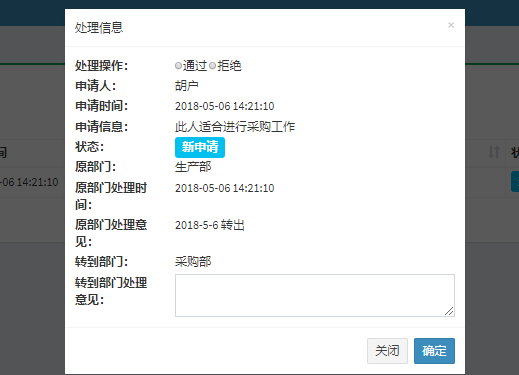 处理信息
×
处理操作: 通过 拒绝
申请人: 胡户
申请时间: 2018-05-06 14:21:10
申请信息: 此人适合进行采购工作
状态: 新申请
原部门: 生产部
原部门处理时间: 2018-05-06 14:21:10
原部门处理意见: 2018-5-6 转出
转到部门: 采购部
转到部门处理意见:
关闭 确定
间
-06 14:21:10